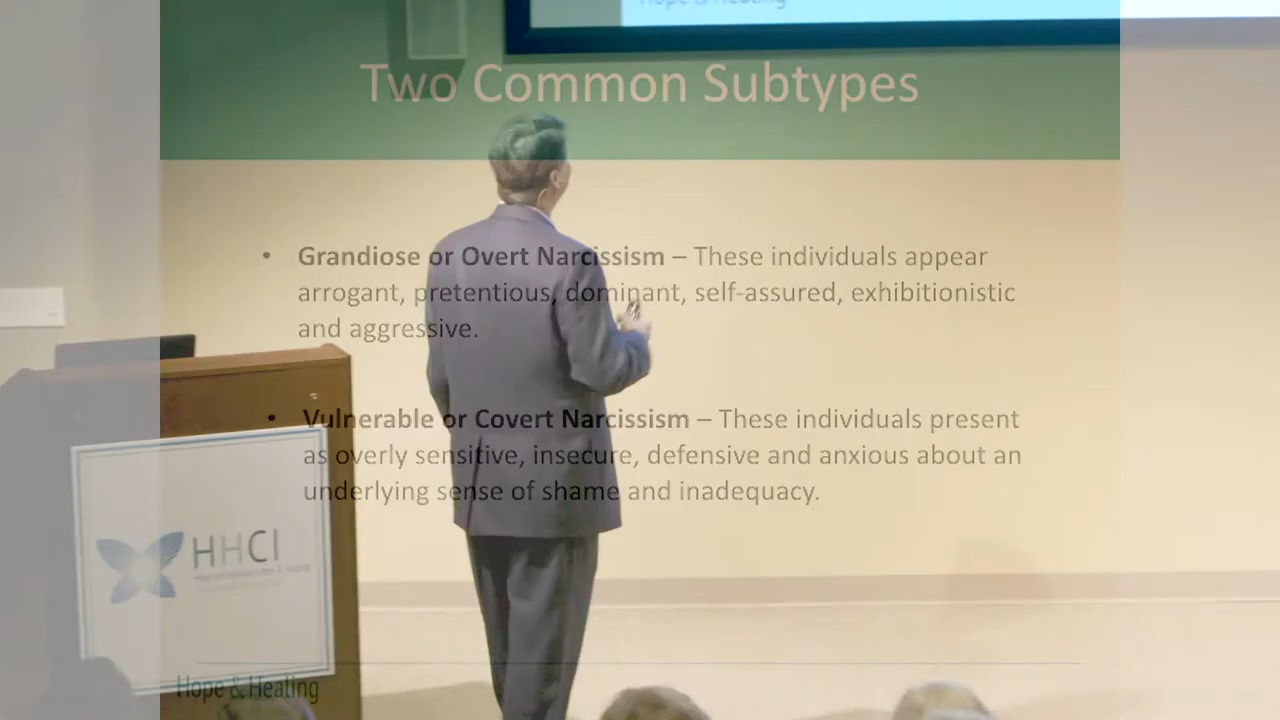 Hope & Healing
Two Common Subtypes
• Grandiose or Overt Narcissism – These individuals appear
arrogant, pretentious, dominant, self-assured, exhibitionistic
and aggressive.
• Vulnerable or Covert Narcissism – These individuals present
as overly sensitive, insecure, defensive and anxious about an
underlying sense of shame and inadequacy.
HHCI
Hope & Healing